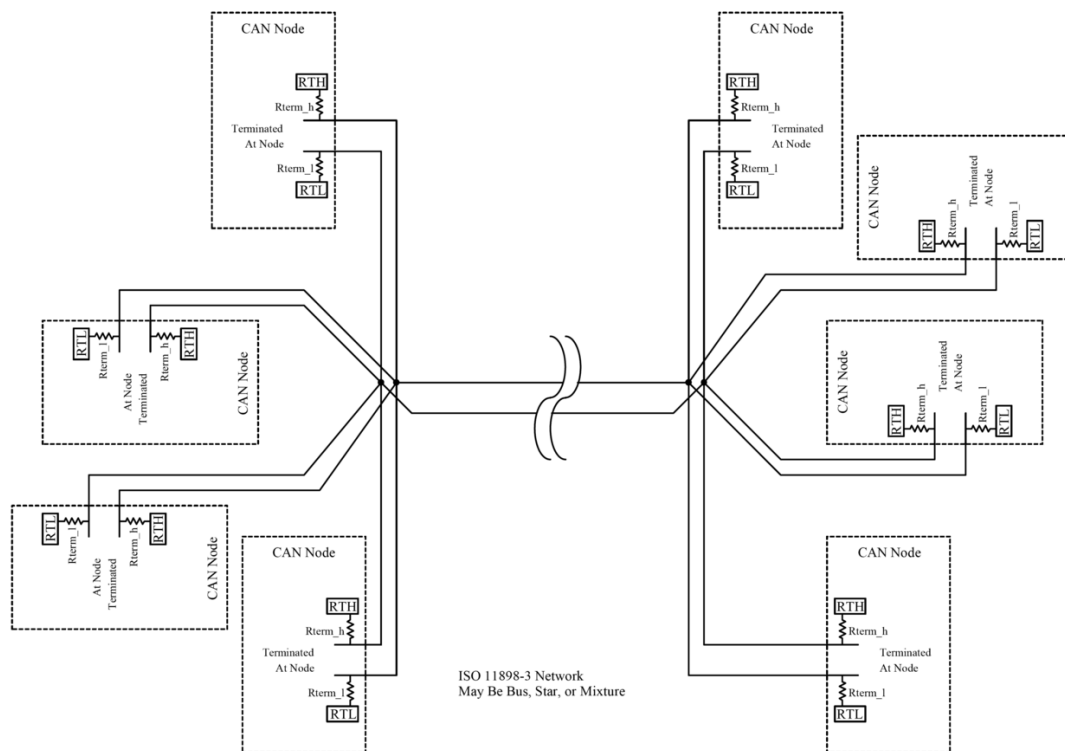 CAN Node
RTH
Rterm_h
Terminated
At Node
Rterm_l
RTL
CAN Node
RTH
Rterm_h
Terminated
At Node
Rterm_l
RTL
CAN Node
RTH
Rterm_h
Terminated
At Node
Rterm_l
RTL
RTL
Rterm_l
At Node
Terminated
Rterm_h
RTH
CAN Node
CAN Node
RTH
Rterm_h
Terminated
At Node
Rterm_l
RTL
RTL
Rterm_l
At Node
Terminated
Rterm_h
RTH
CAN Node
CAN Node
RTH
Rterm_h
Terminated
At Node
Rterm_l
RTL
CAN Node
RTH
Rterm_h
Terminated
At Node
Rterm_l
RTL
ISO 11898-3 Network
May Be Bus, Star, or Mixture